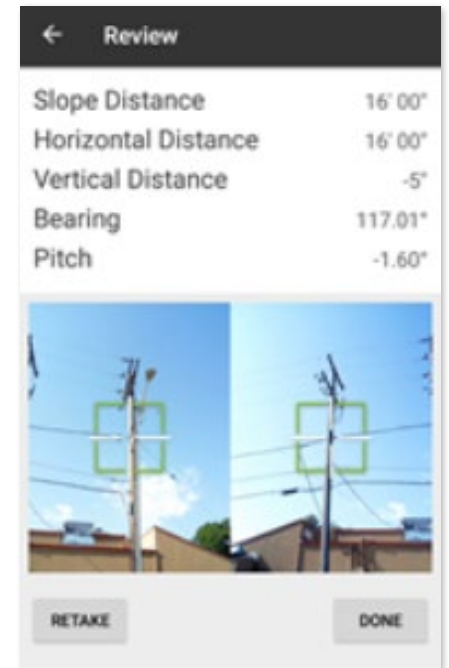 Review
Slope Distance 16' 00"
Horizontal Distance 16' 00"
Vertical Distance -5"
Bearing 117.01°
Pitch -1.60°
RETAKE DONE